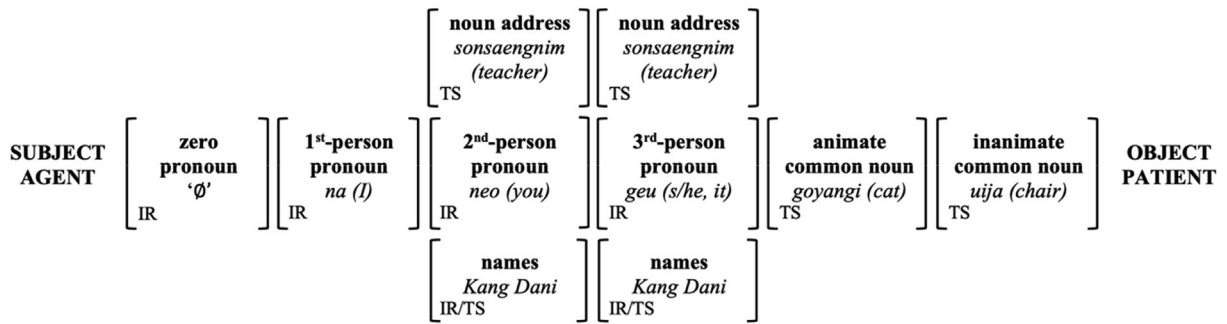 noun address
sonsaengnim
(teacher)
TS
noun address
sonsaengnim
(teacher)
TS
SUBJECT
AGENT
zero
pronoun
‘Ø’
IR
1st-person
pronoun
na (I)
IR
2nd-person
pronoun
neo (you)
IR
3rd-person
pronoun
geu (s/he, it)
IR
animate
common noun
goyangi (cat)
TS
inanimate
common noun
uija (chair)
TS
OBJECT
PATIENT
names
Kang Dani
IR/TS
names
Kang Dani
IR/TS